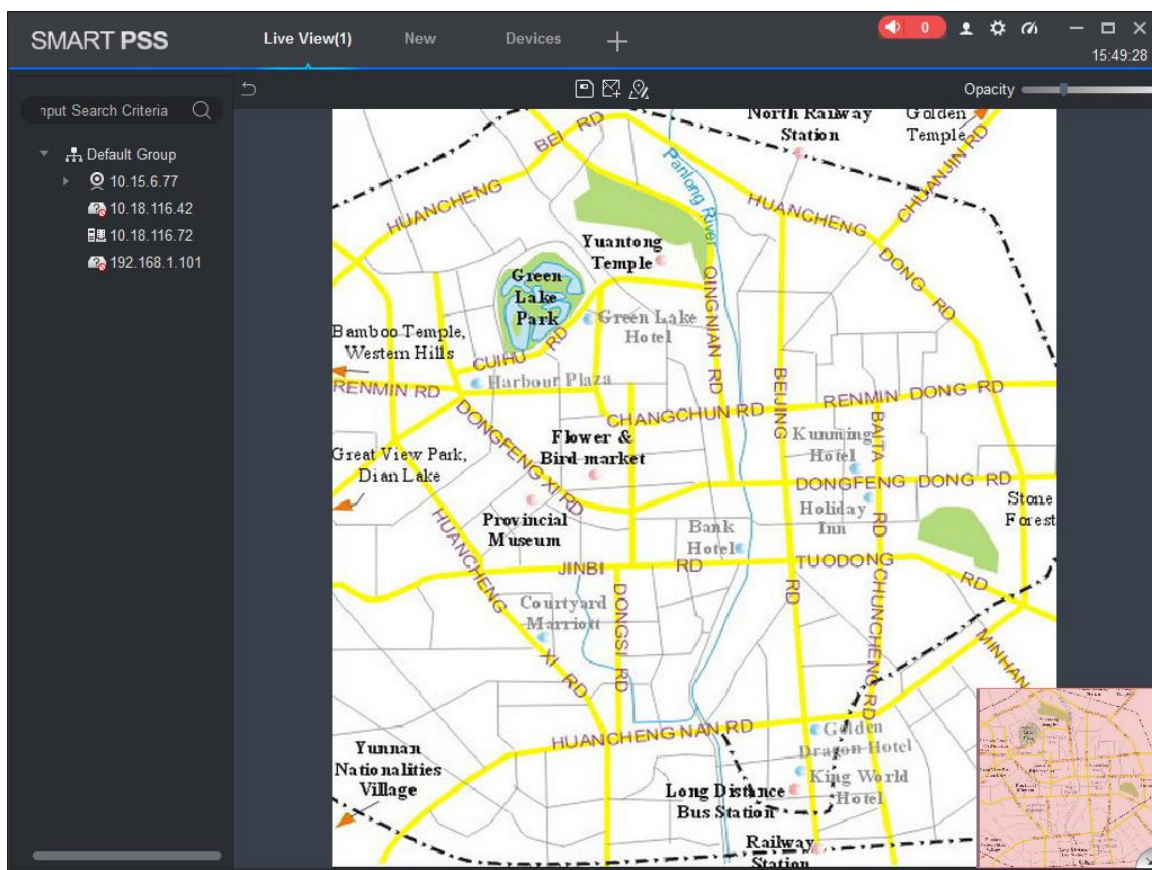 SMART PSS
Live View(1)
New
Devices
0
15:49:28
nput Search Criteria
Opacity
Default Group
10.15.6.77
10.18.116.42
10.18.116.72
192.168.1.101
North Railway
Station
Golden
Temple
BEI RD
HUANCHENG
Panlong River
HUANCHENG
DONG RD
CHUANJIN RD
Yuantong
Temple
Green
Lake
Park
Green Lake
Hotel
QINGNIAN RD
Bamboo Temple,
Western Hills
CUIHU RD
Harbour Plaza
RENMIN RD
CHANGCHUN RD
BEIJING
RENMIN DONG RD
BAITA
DONGFENG XI RD
Flower &
Bird market
Kunming
Hotel
Great View Park,
Dian Lake
DONGFENG DONG RD
Stone
Forest
Provincial
Museum
Holiday
Inn
RD
Bank
Hotel
HUANCHENG
JINBI RD
TUODONG
RD
Courtyard
Marriott
DONGSI RD
RD
CHUNCHENG RD
XI RD
MINHAN
HUANCHENG NAN RD
Golden
Dragon Hotel
Yunnan
Nationalities
Village
King World
Hotel
Long Distance
Bus Station
Railway
Station